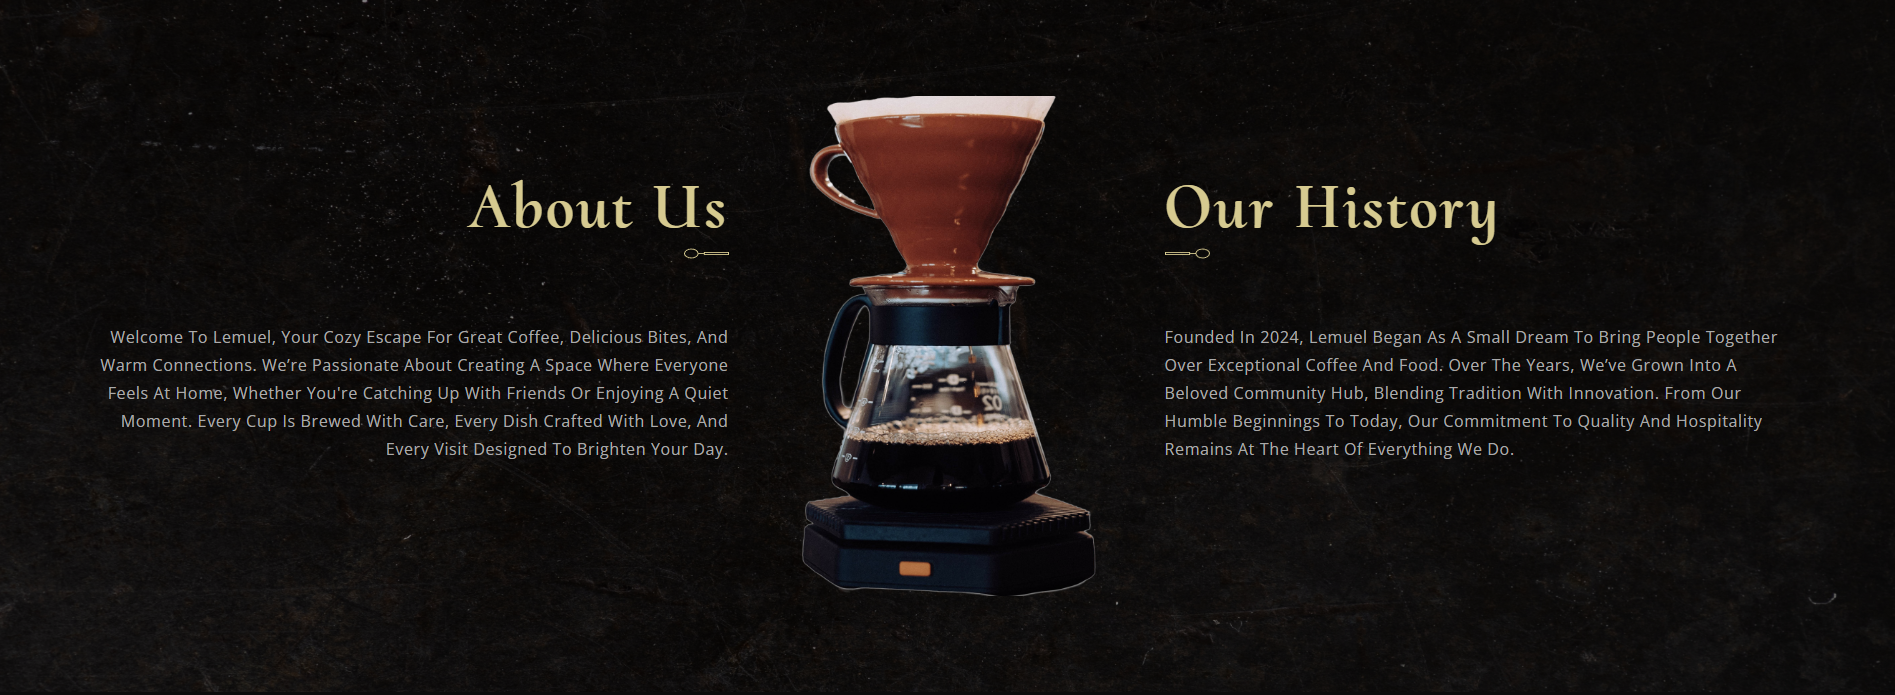 About Us
Welcome To Lemuel, Your Cozy Escape For Great Coffee, Delicious Bites, And
Warm Connections. We’re Passionate About Creating A Space Where Everyone
Feels At Home, Whether You're Catching Up With Friends Or Enjoying A Quiet
Moment. Every Cup Is Brewed With Care, Every Dish Crafted With Love, And
Every Visit Designed To Brighten Your Day.
02
Our History
Founded In 2024, Lemuel Began As A Small Dream To Bring People Together
Over Exceptional Coffee And Food. Over The Years, We’ve Grown Into A
Beloved Community Hub, Blending Tradition With Innovation. From Our
Humble Beginnings To Today, Our Commitment To Quality And Hospitality
Remains At The Heart Of Everything We Do.